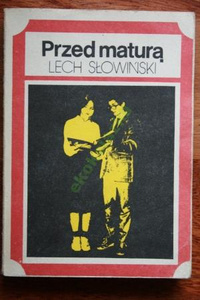 Przed maturą
LECH SŁOWIŃSKI